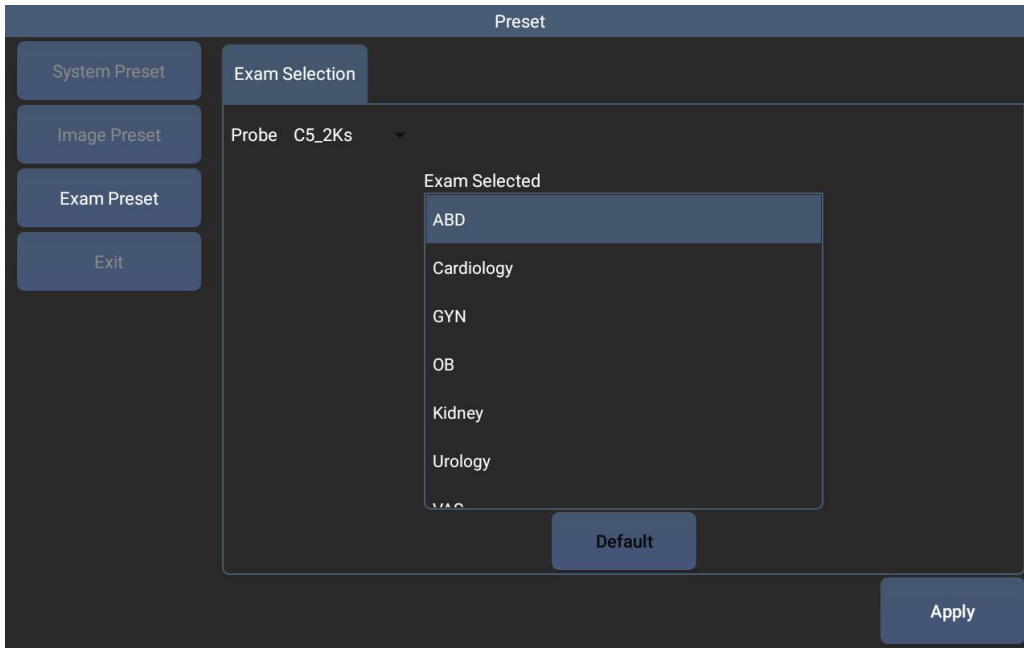 Preset
System Preset
Image Preset
Exam Preset
Exit
Exam Selection
Probe C5_2Ks
Exam Selected
ABD
Cardiology
GYN
OB
Kidney
Urology
Default
Apply